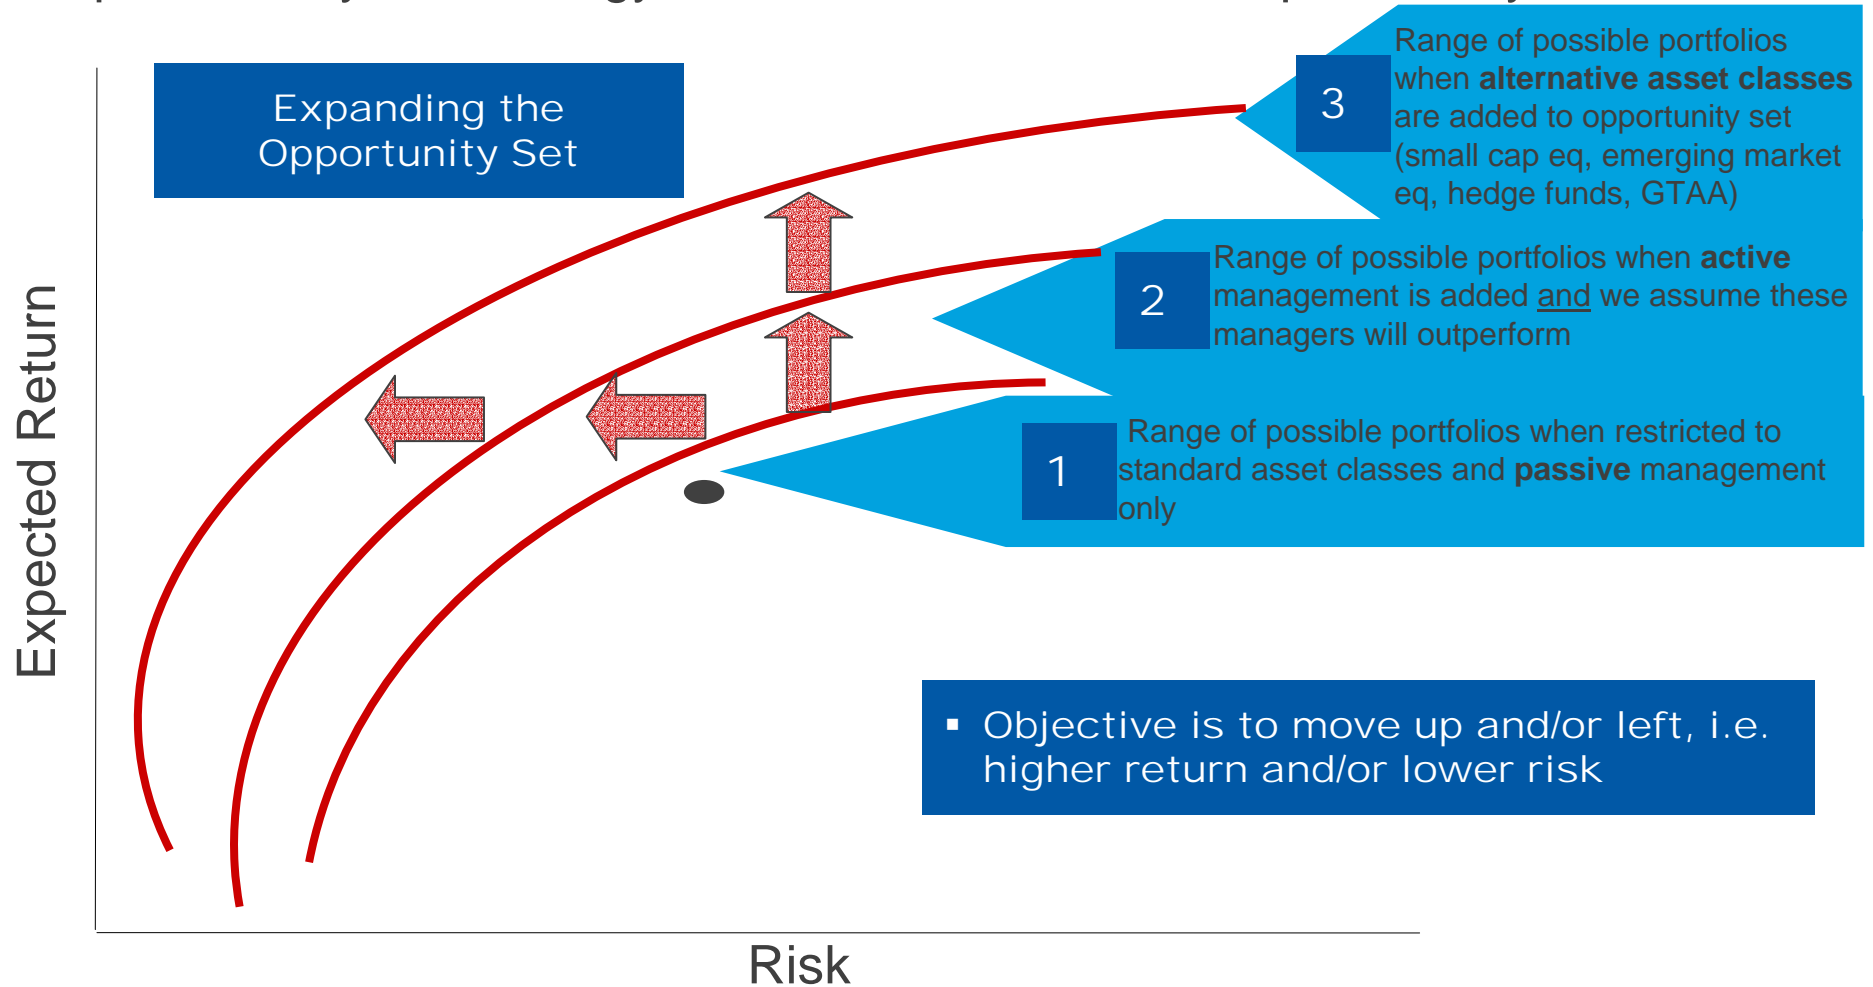 Expanding the
Opportunity Set
3
Range of possible portfolios
when alternative asset classes
are added to opportunity set
(small cap eq, emerging market
eq, hedge funds, GTAA)
2
Range of possible portfolios when active
management is added and we assume these
managers will outperform
1
Range of possible portfolios when restricted to
standard asset classes and passive management
only
Expected Return
▪ Objective is to move up and/or left, i.e.
higher return and/or lower risk
Risk